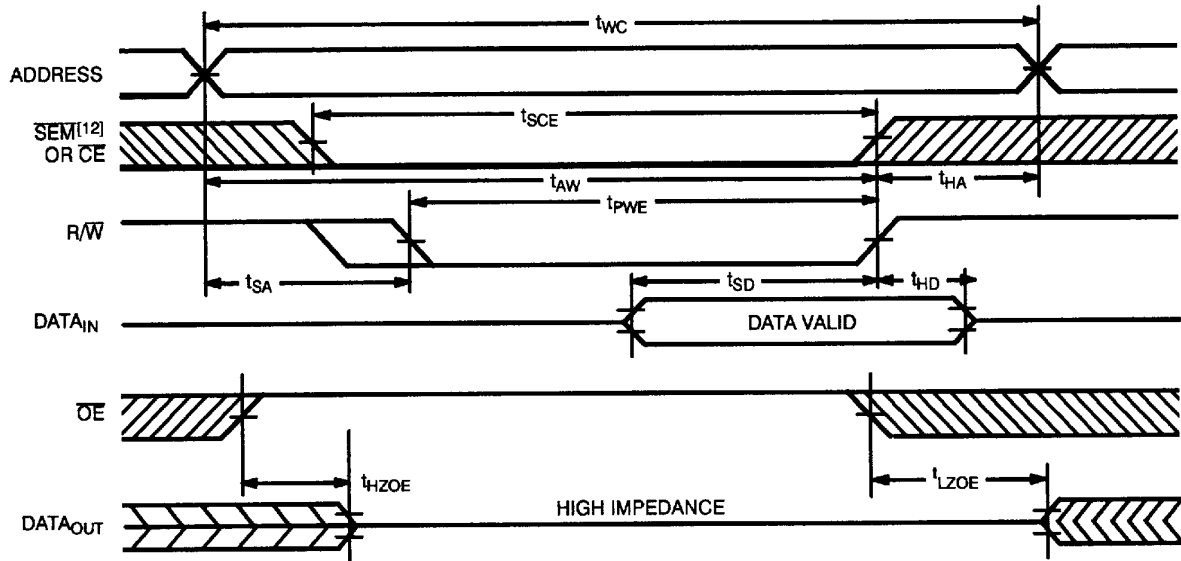 tWC
ADDRESS
tSCE
SEM[12]
OR CE
tAW
tHA
tPWE
R/W
tSA
tSD
tHD
DATAIN
DATA VALID
OE
tHZOE
tLZOE
HIGH IMPEDANCE
DATAOUT